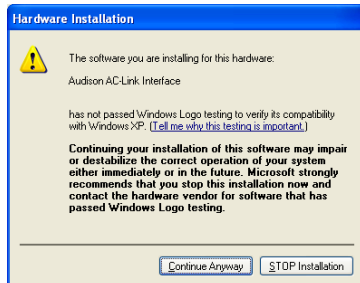 Hardware Installation
The software you are installing for this hardware:
Audison AC-Link Interface
has not passed Windows Logo testing to verify its compatibility
with Windows XP. (Tell me why this testing is important.)
Continuing your installation of this software may impair
or destabilize the correct operation of your system
either immediately or in the future. Microsoft strongly
recommends that you stop this installation now and
contact the hardware vendor for software that has
passed Windows Logo testing.
Continue Anyway
STOP Installation